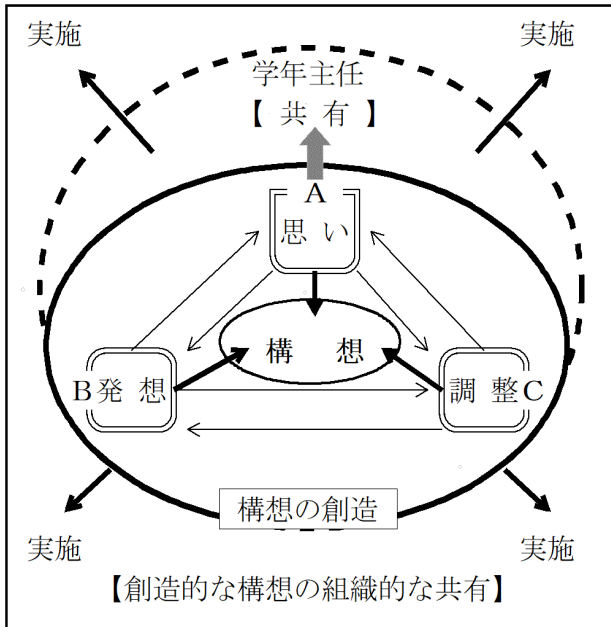 実施
実施
学年主任
【 共 有 】
A
思 い
構 想
B発 想
調 整C
構想の創造
実施
実施
【創造的な構想の組織的な共有】